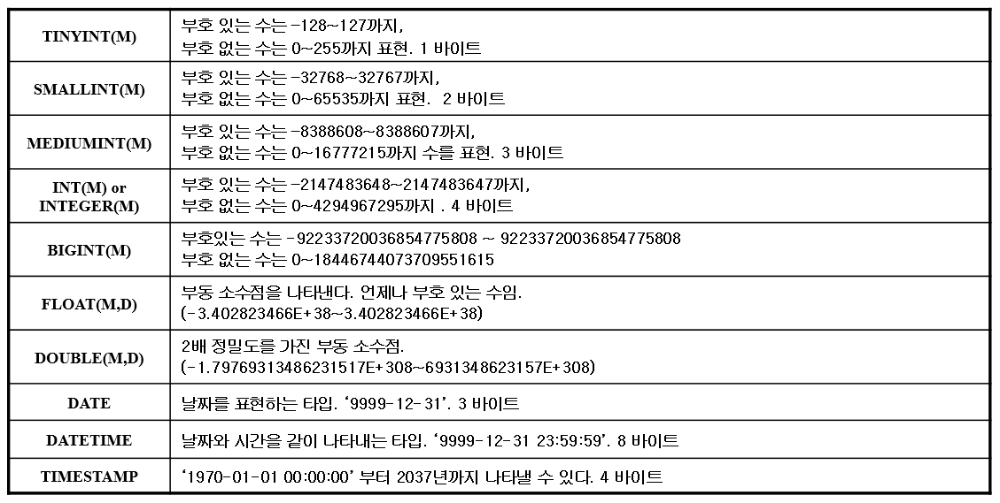 TINYINT(M)
부호 있는 수는 -128~127까지,
부호 없는 수는 0~255까지 표현. 1 바이트
SMALLINT(M)
부호 있는 수는 -32768~32767까지,
부호 없는 수는 0~65535까지 표현.  2 바이트
MEDIUMINT(M)
부호 있는 수는 -8388608~8388607까지,
부호 없는 수는 0~16777215까지 수를 표현. 3 바이트
INT(M) or
INTEGER(M)
부호 있는 수는 -2147483648~2147483647까지,
부호 없는 수는 0~4294967295까지 . 4 바이트
BIGINT(M)
부호있는 수는 -92233720036854775808 ~ 92233720036854775808
부호 없는 수는 0~18446744073709551615
FLOAT(M,D)
부동 소수점을 나타낸다. 언제나 부호 있는 수임.
(-3.402823466E+38~3.402823466E+38)
DOUBLE(M,D)
2배 정밀도를 가진 부동 소수점.
(-1.79769313486231517E+308~6931348623157E+308)
DATE
날짜를 표현하는 타입. ‘9999-12-31’. 3 바이트
DATETIME
날짜와 시간을 같이 나타내는 타입. ‘9999-12-31 23:59:59’. 8 바이트
TIMESTAMP
‘1970-01-01 00:00:00’ 부터 2037년까지 나타낼 수 있다. 4 바이트